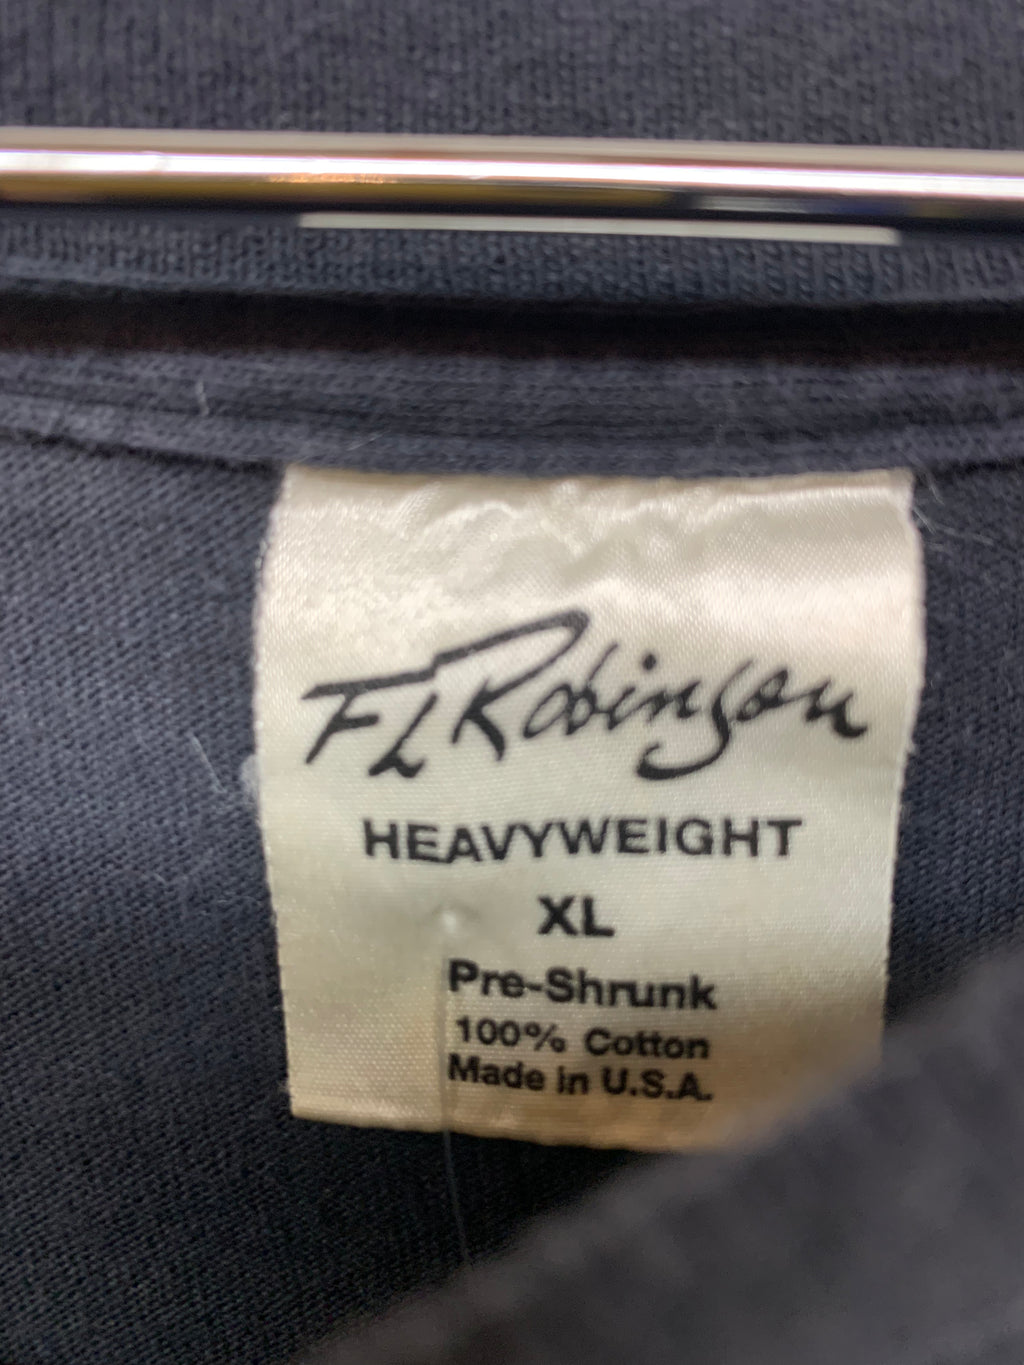 FL Robinson
HEAVYWEIGHT
XL
Pre-Shrunk
100% Cotton
Made in U.S.A.